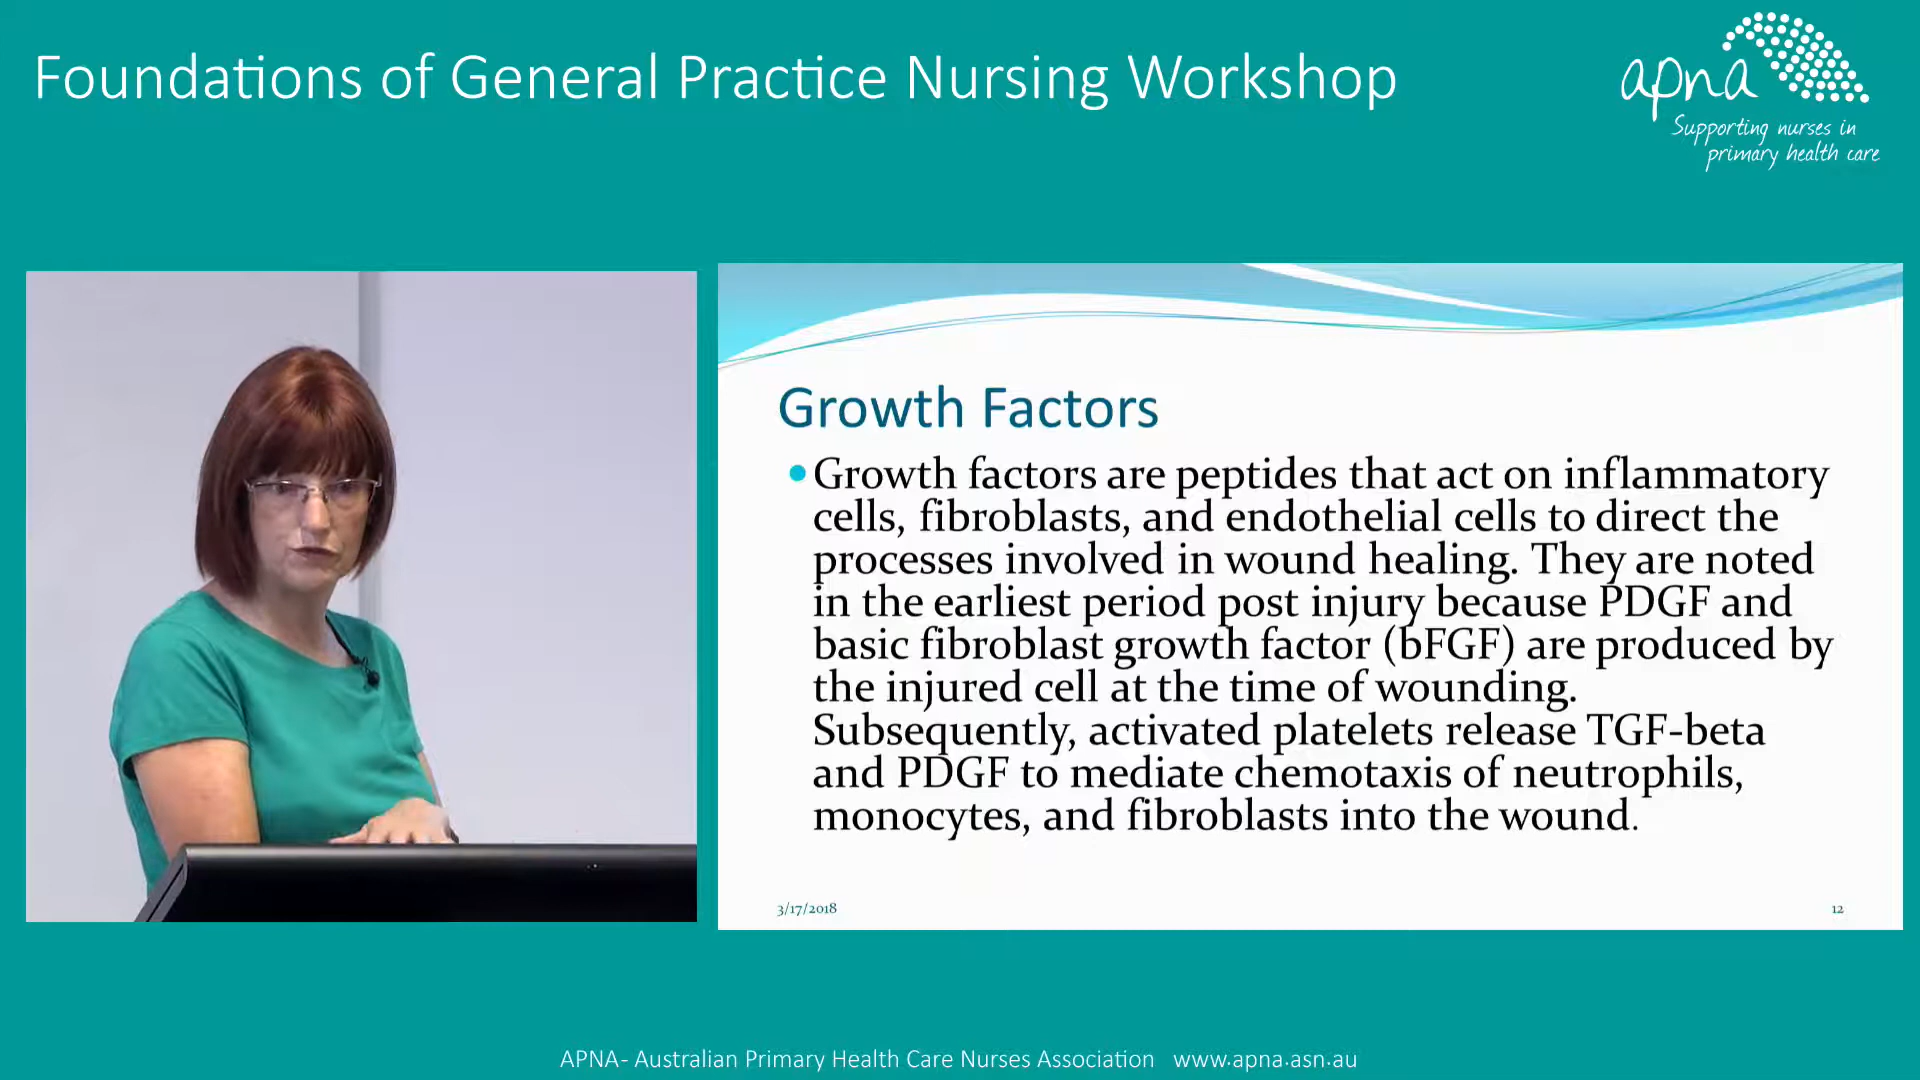 Foundations of General Practice Nursing Workshop
apna
Supporting nurses in
primary health care
Growth Factors
Growth factors are peptides that act on inflammatory
cells, fibroblasts, and endothelial cells to direct the
processes involved in wound healing. They are noted
in the earliest period post injury because PDGF and
basic fibroblast growth factor (bFGF) are produced by
the injured cell at the time of wounding.
Subsequently, activated platelets release TGF-beta
and PDGF to mediate chemotaxis of neutrophils,
monocytes, and fibroblasts into the wound.
3/17/2018
12
APNA- Australian Primary Health Care Nurses Association www.apna.asn.au